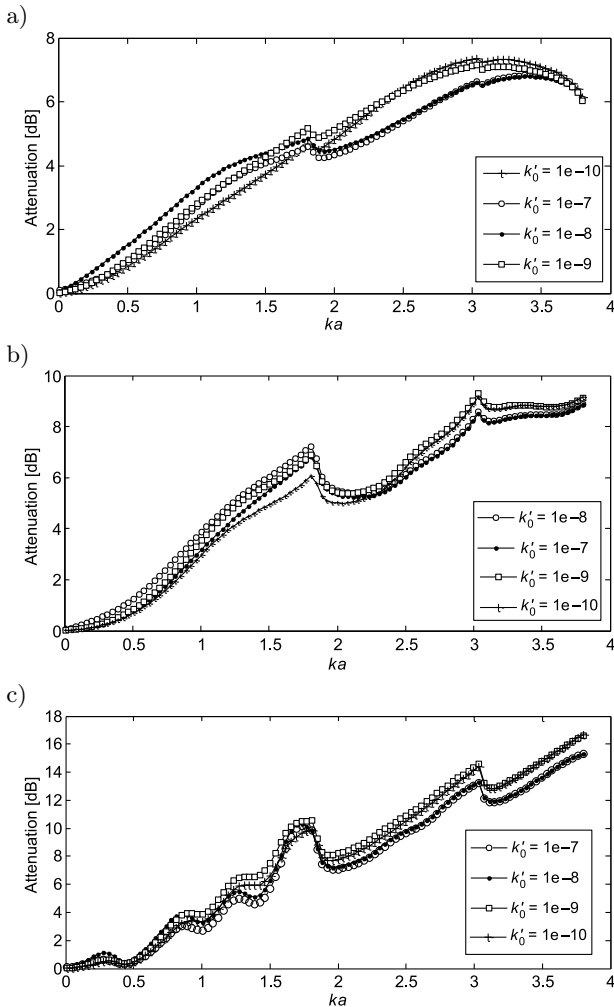 a)
Attenuation [dB]
8
6
4
2
0
k′0 = 1e−10
k′0 = 1e−7
k′0 = 1e−8
k′0 = 1e−9
0 0.5 1 1.5 2 2.5 3 3.5 4
ka
b)
Attenuation [dB]
10
8
6
4
2
0
k′0 = 1e−8
k′0 = 1e−7
k′0 = 1e−9
k′0 = 1e−10
0 0.5 1 1.5 2 2.5 3 3.5 4
ka
c)
Attenuation [dB]
18
16
14
12
10
8
6
4
2
0
k′0 = 1e−7
k′0 = 1e−8
k′0 = 1e−9
k′0 = 1e−10
0 0.5 1 1.5 2 2.5 3 3.5 4
ka